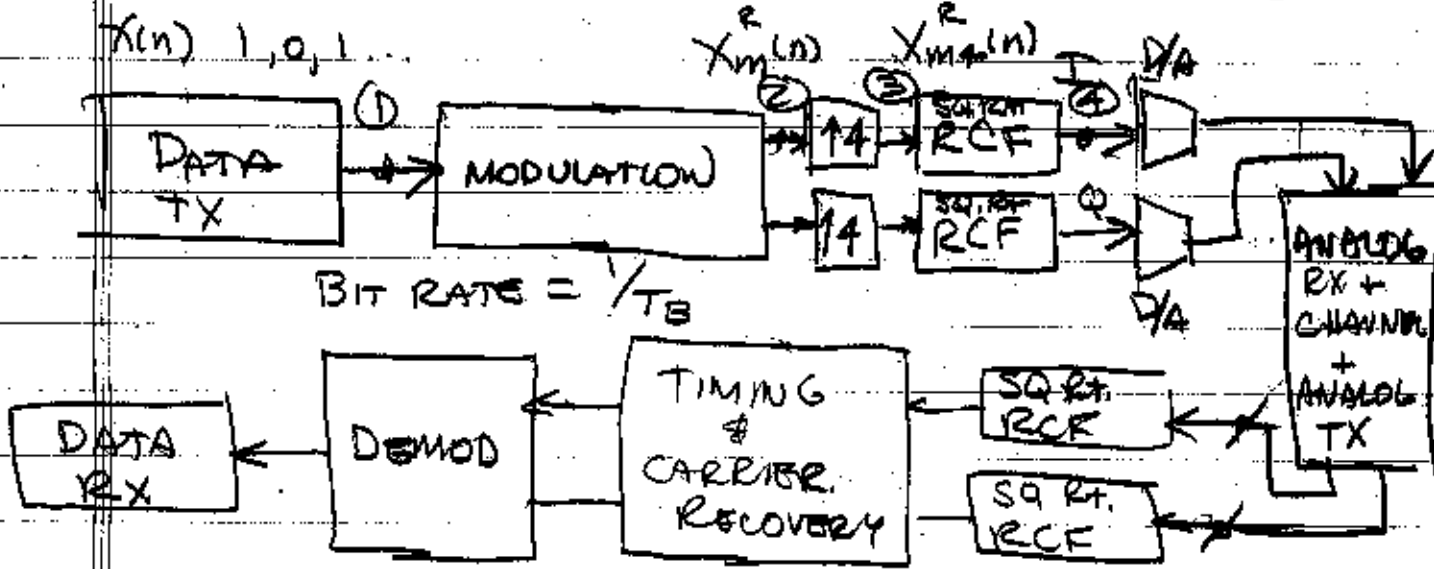 X(n) 1,0,1...
X_m^R(n)
X_m↑^R(n)
I
D/A
①
②
③
④
DATA
TX
MODULATION
↑4
SQ. Rt.
RCF
↑4
SQ. Rt.
RCF
Q
D/A
BIT RATE = 1/T_B
ANALOG
RX +
CHANNEL
+
ANALOG
TX
DATA
RX
DEMOD
TIMING
&
CARRIER
RECOVERY
SQ Rt.
RCF
SQ Rt.
RCF